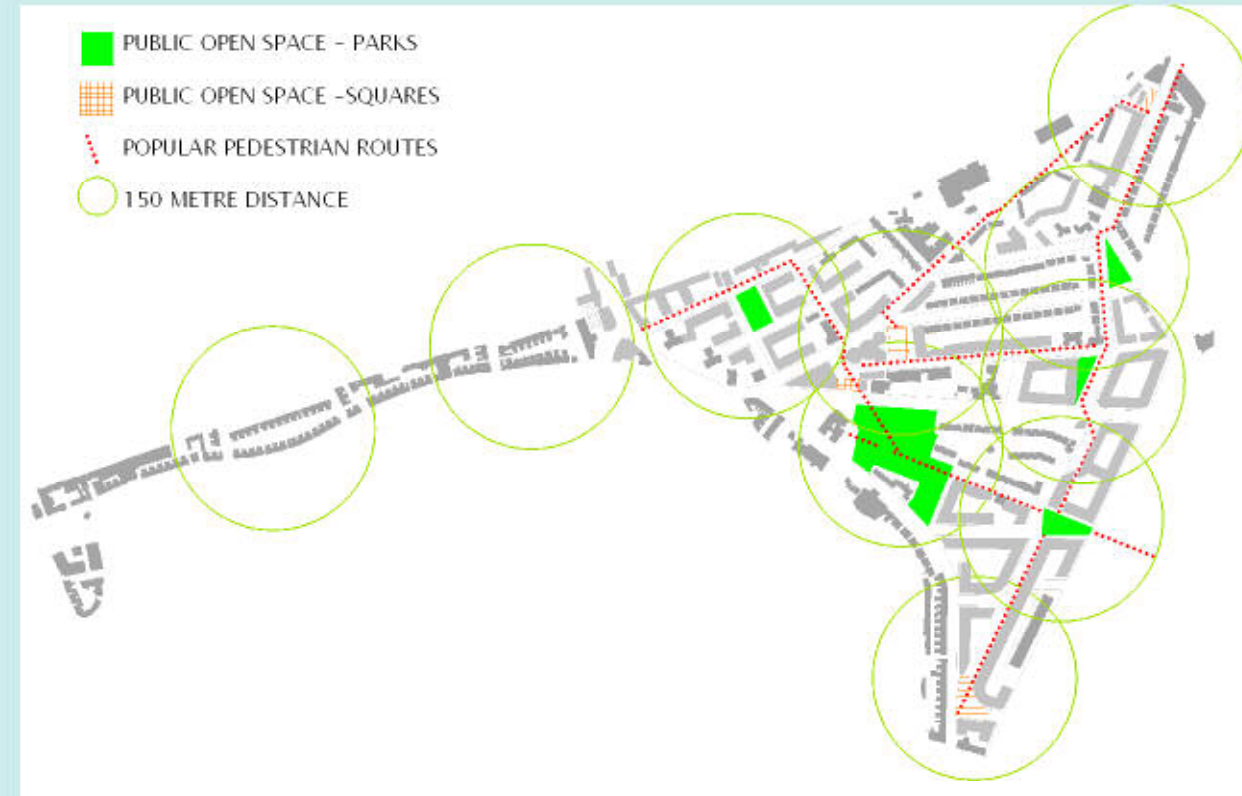 PUBLIC OPEN SPACE - PARKS
PUBLIC OPEN SPACE -SQUARES
POPULAR PEDESTRIAN ROUTES
150 METRE DISTANCE